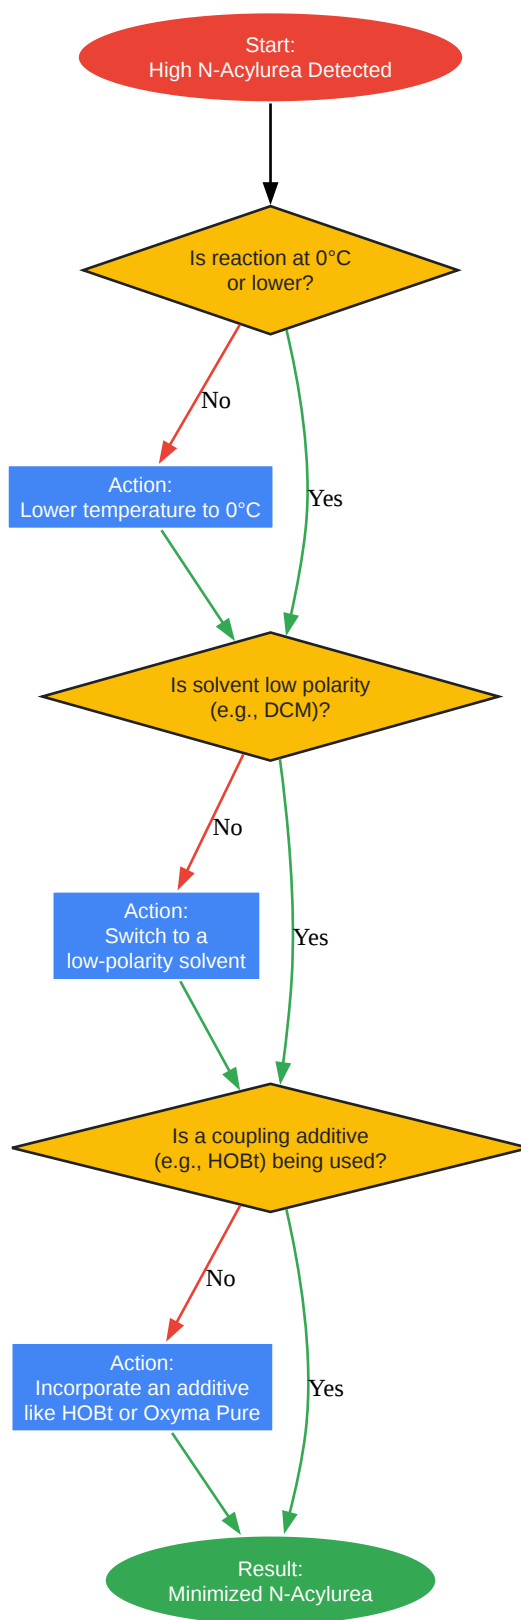 Start:
High N-Acylurea Detected
Is reaction at 0°C
or lower?
No
Yes
Action:
Lower temperature to 0°C
Is solvent low polarity
(e.g., DCM)?
No
Yes
Action:
Switch to a
low-polarity solvent
Is a coupling additive
(e.g., HOBt) being used?
No
Yes
Action:
Incorporate an additive
like HOBt or Oxyma Pure
Result:
Minimized N-Acylurea